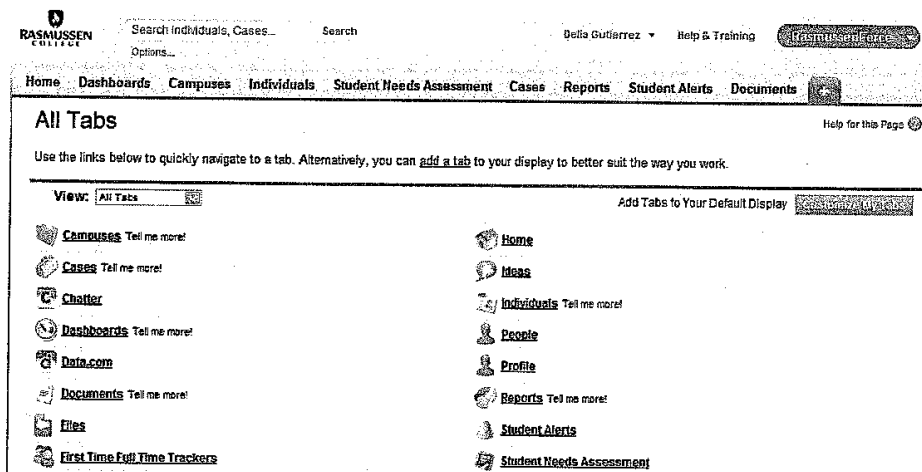 RASMUSSEN
COLLEGE
Search Individuals, Cases... Search
Options...
Delia Gutierrez Help & Training RasmussenForce
Home Dashboards Campuses Individuals Student Needs Assessment Cases Reports Student Alerts Documents +
All Tabs
Help for this Page
Use the links below to quickly navigate to a tab. Alternatively, you can add a tab to your display to better suit the way you work.
View: All Tabs
Add Tabs to Your Default Display Customize My Tabs
Campuses Tell me more!
Cases Tell me more!
Chatter
Dashboards Tell me more!
Data.com
Documents Tell me more!
Files
First Time Full Time Trackers
Home
Ideas
Individuals Tell me more!
People
Profile
Reports Tell me more!
Student Alerts
Student Needs Assessment